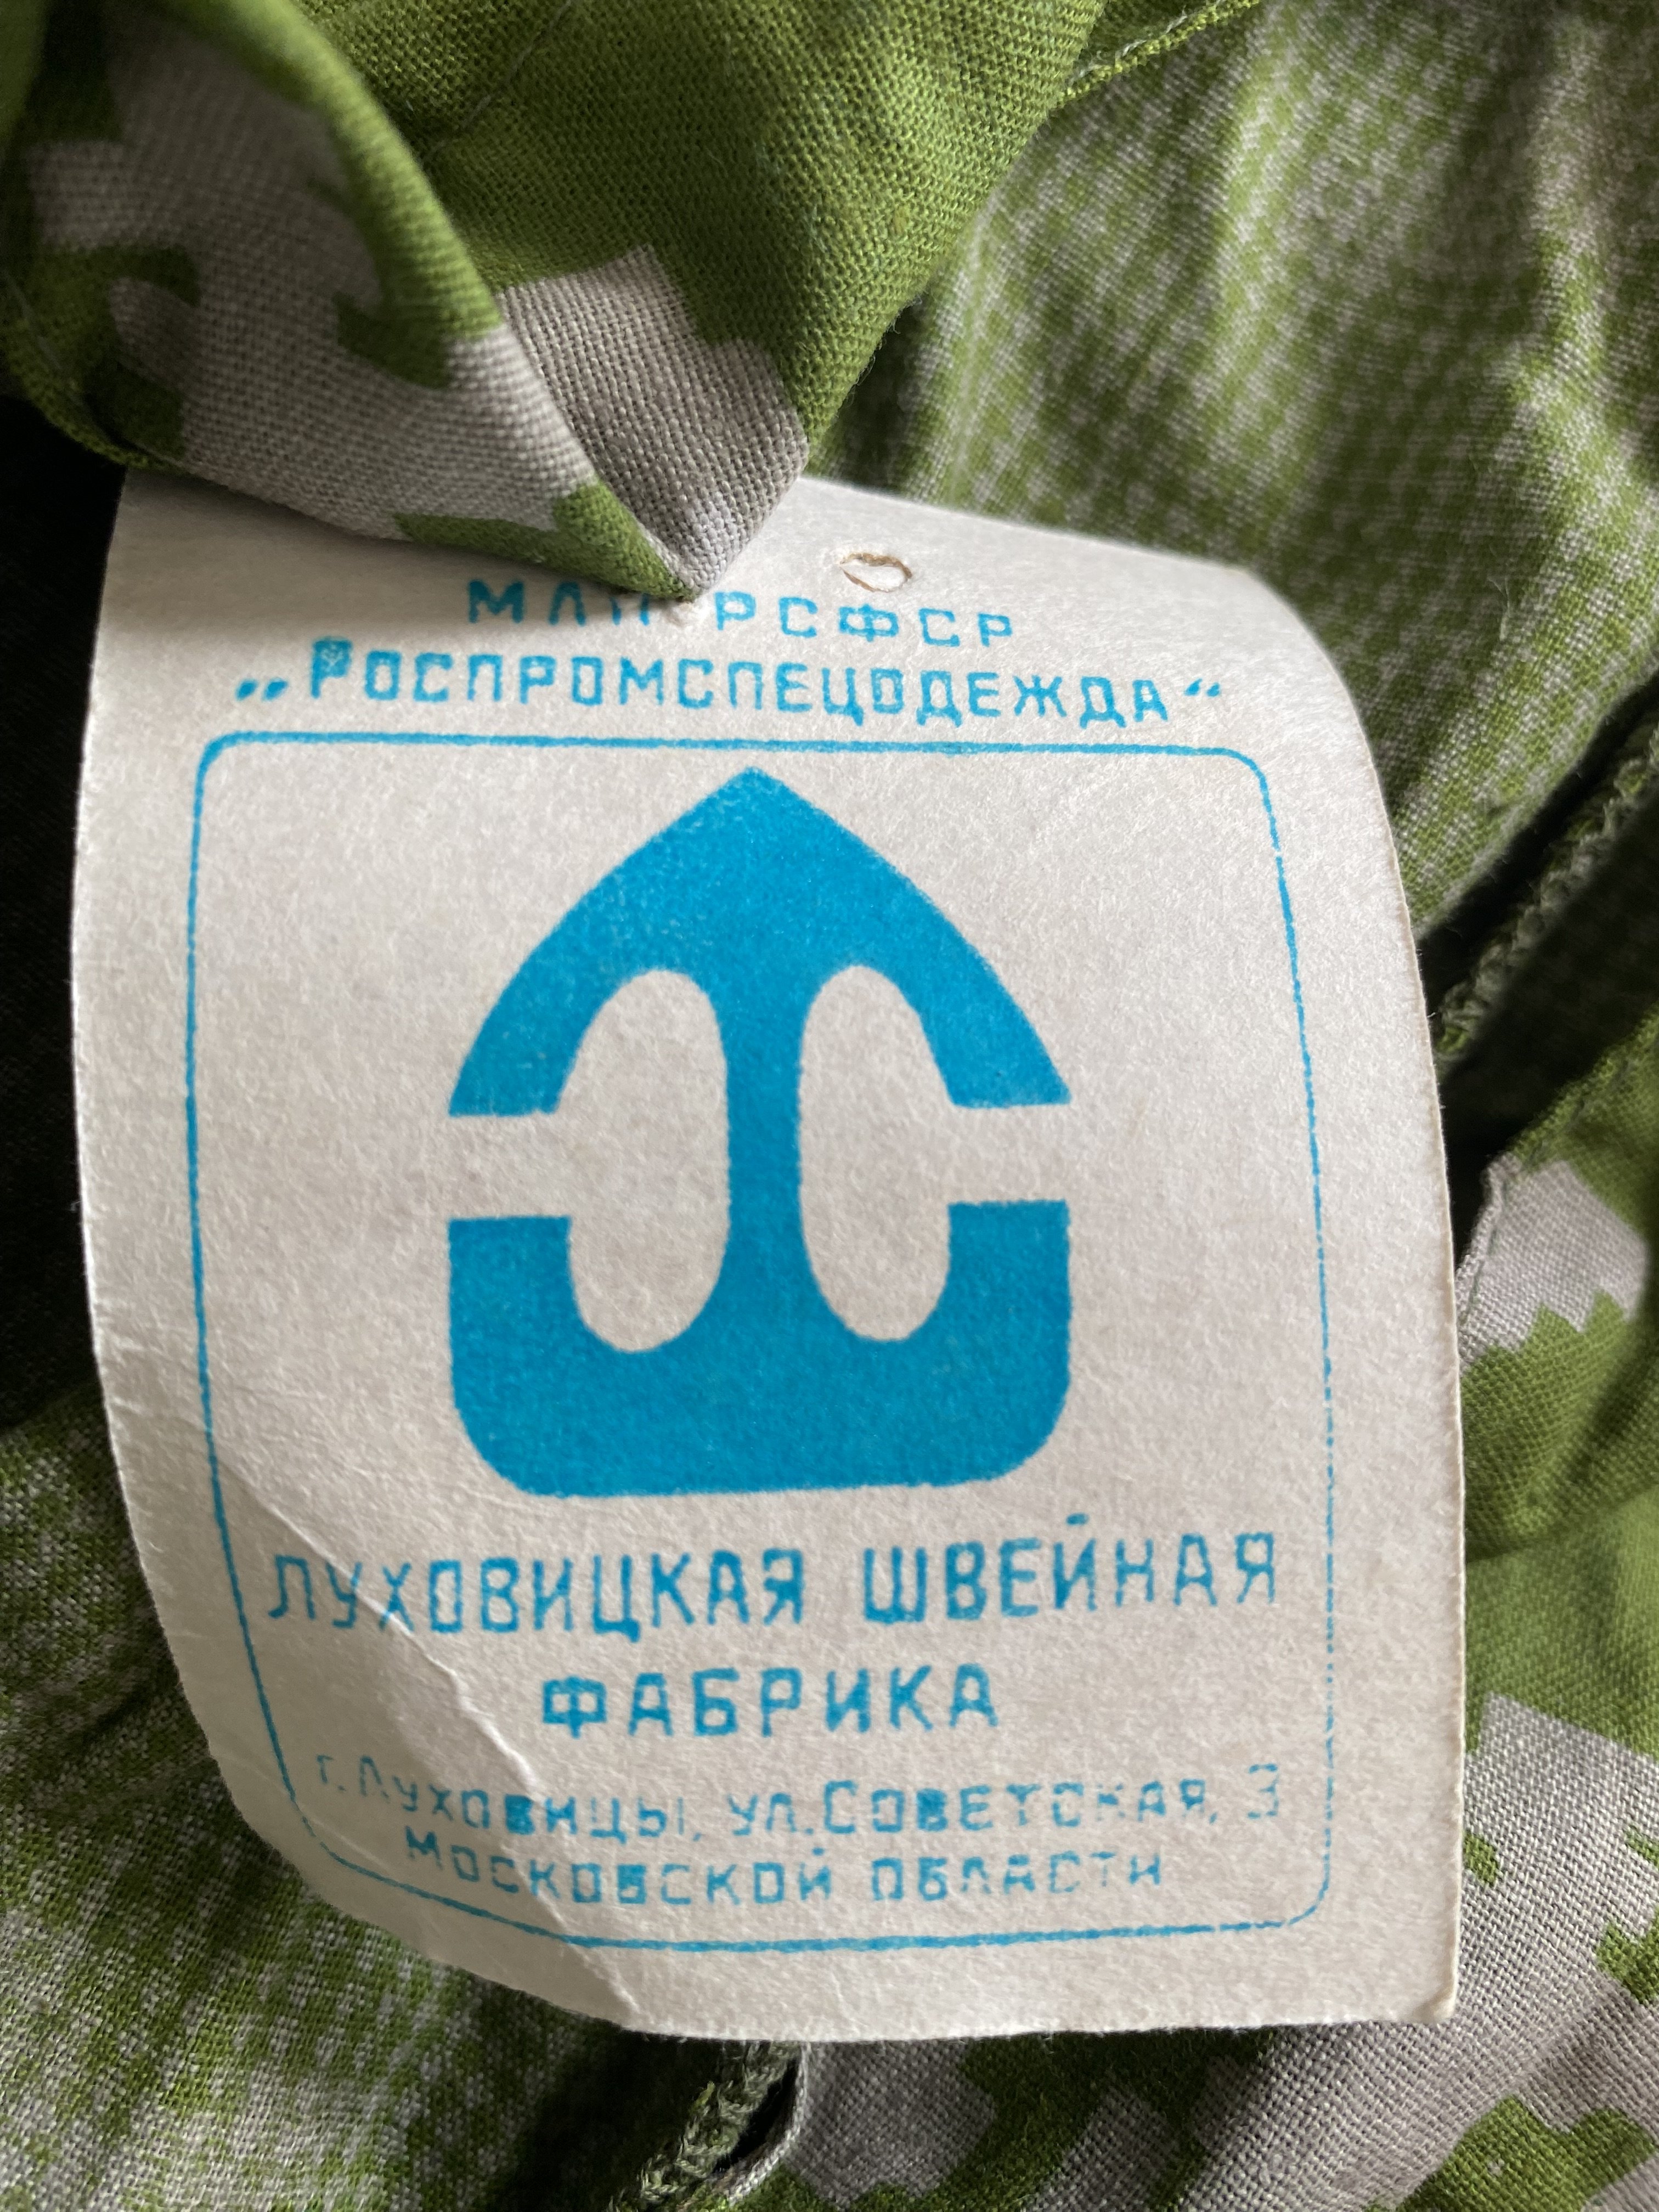 МЛП РСФСР
„Роспромспецодежда“
ЛУХОВИЦКАЯ ШВЕЙНАЯ
ФАБРИКА
г. Луховицы, ул. Советская, 3
Московской области